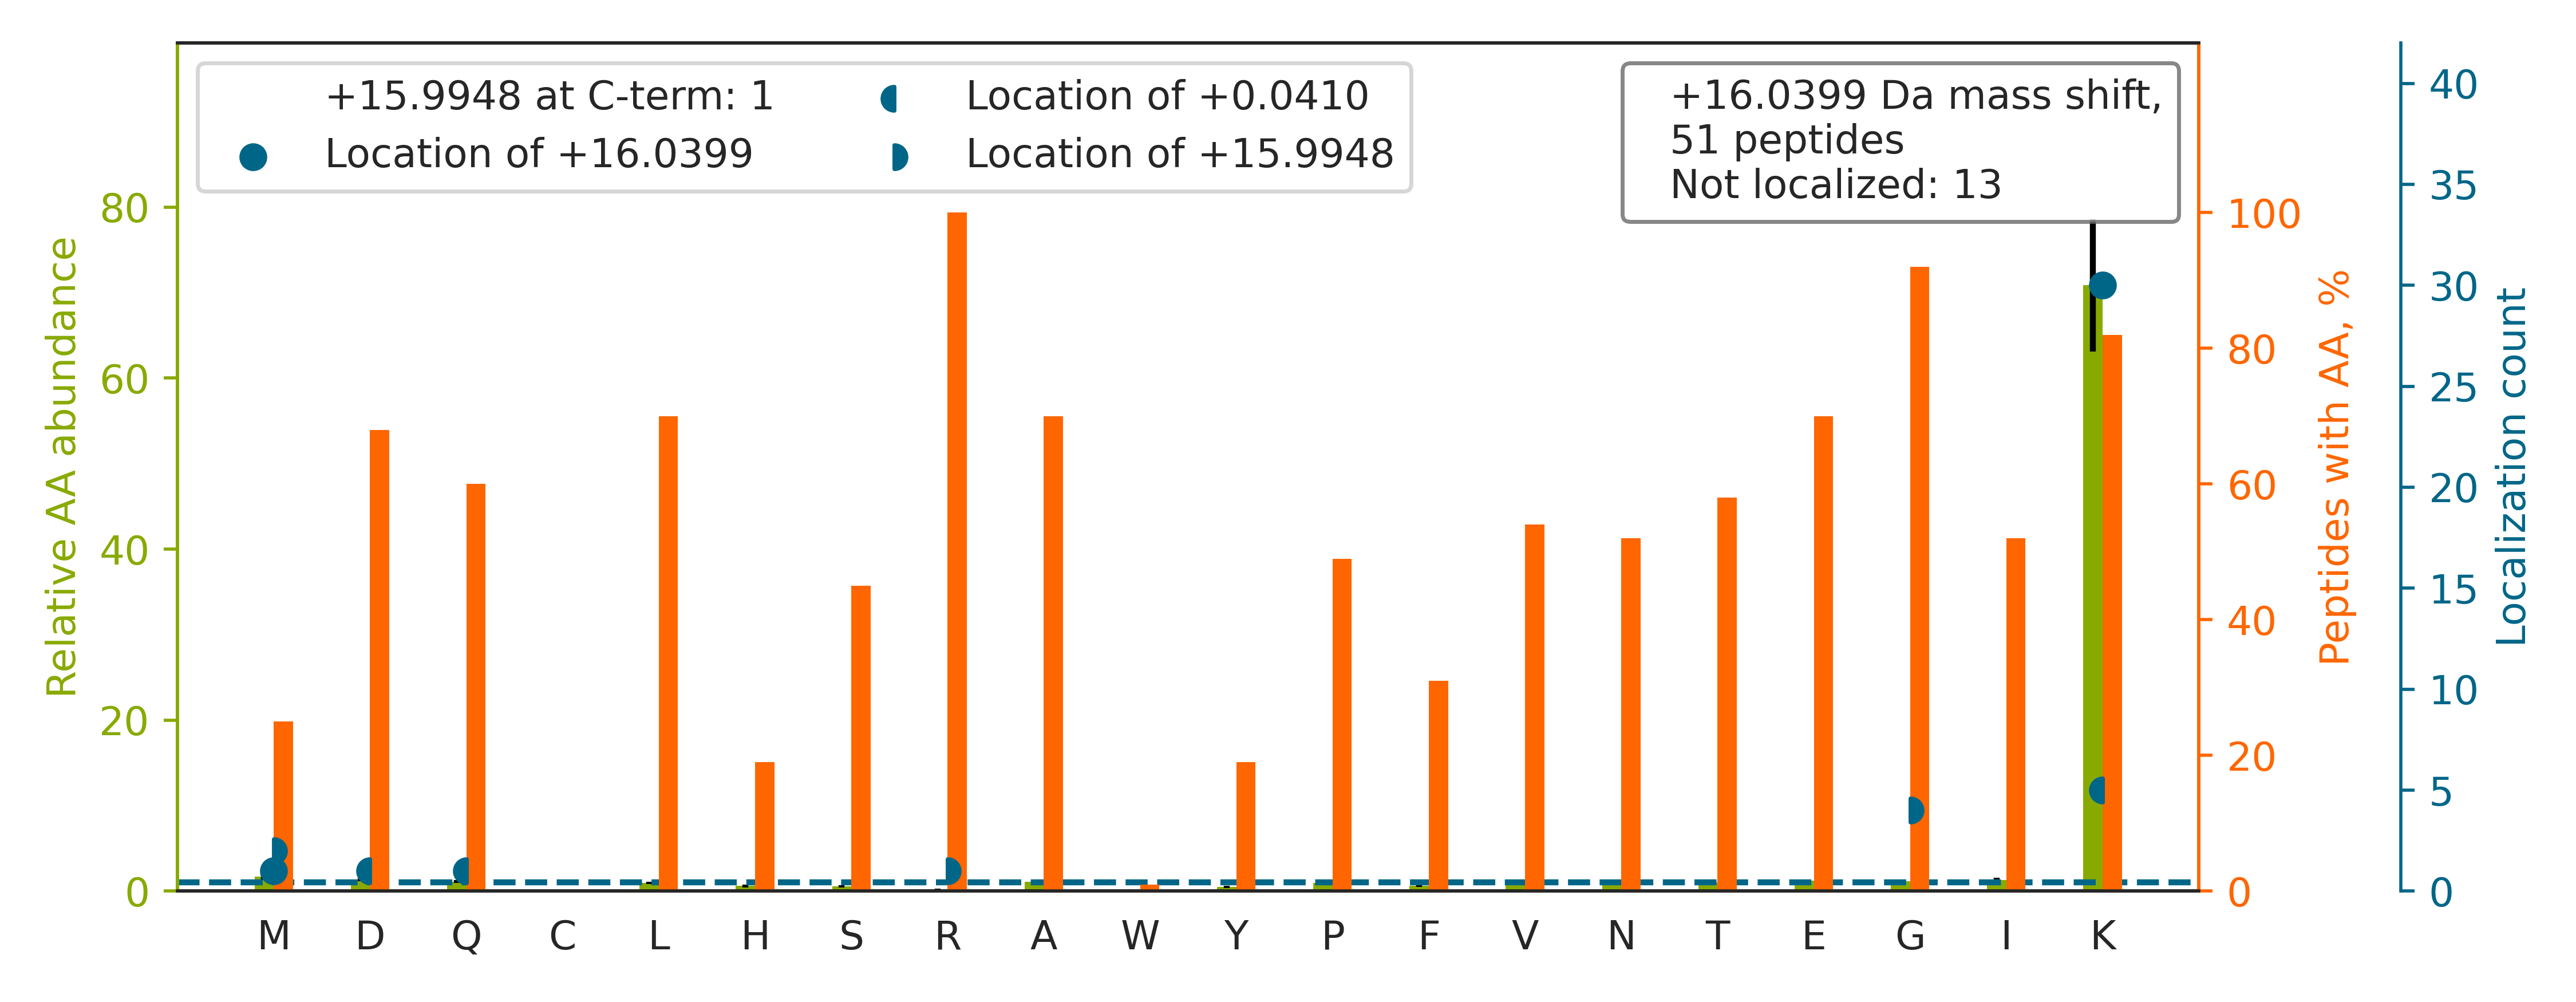 +15.9948 at C-term: 1
Location of +16.0399
Location of +0.0410
Location of +15.9948
+16.0399 Da mass shift,
51 peptides
Not localized: 13
Relative AA abundance
80
60
40
20
0
M D Q C L H S R A W Y P F V N T E G I K
100
80
60
40
20
0
Peptides with AA, %
40
35
30
25
20
15
10
5
0
Localization count